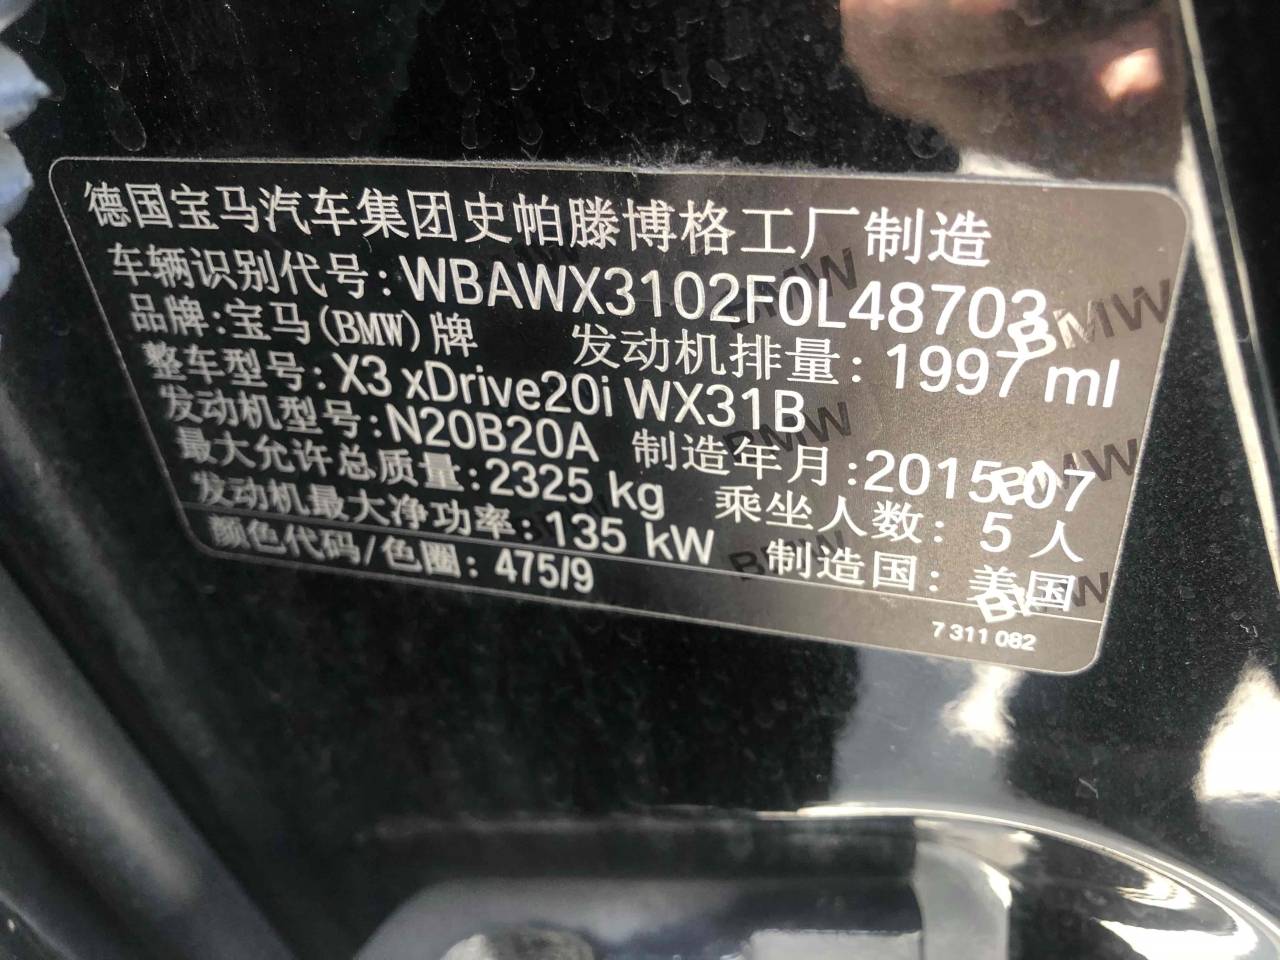 德国宝马汽车集团史帕滕博格工厂制造
车辆识别代号:WBAWX3102F0L48703
品牌:宝马(BMW)牌 发动机排量: 1997 ml
整车型号: X3 xDrive20i WX31B
发动机型号:N20B20A 制造年月:2015 07
最大允许总质量:2325 kg 乘坐人数: 5 人
发动机最大净功率:135 kW 制造国: 美国
颜色代码/色圈: 475/9
7 311 082